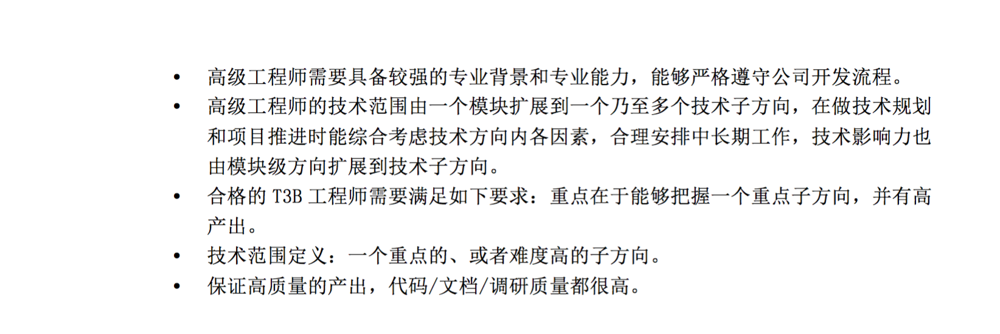 • 高级工程师需要具备较强的专业背景和专业能力，能够严格遵守公司开发流程。
• 高级工程师的技术范围由一个模块扩展到一个乃至多个技术子方向，在做技术规划
和项目推进时能综合考虑技术方向内各因素，合理安排中长期工作，技术影响力也
由模块级方向扩展到技术子方向。
• 合格的 T3B 工程师需要满足如下要求：重点在于能够把握一个重点子方向，并有高
产出。
• 技术范围定义：一个重点的、或者难度高的子方向。
• 保证高质量的产出，代码/文档/调研质量都很高。